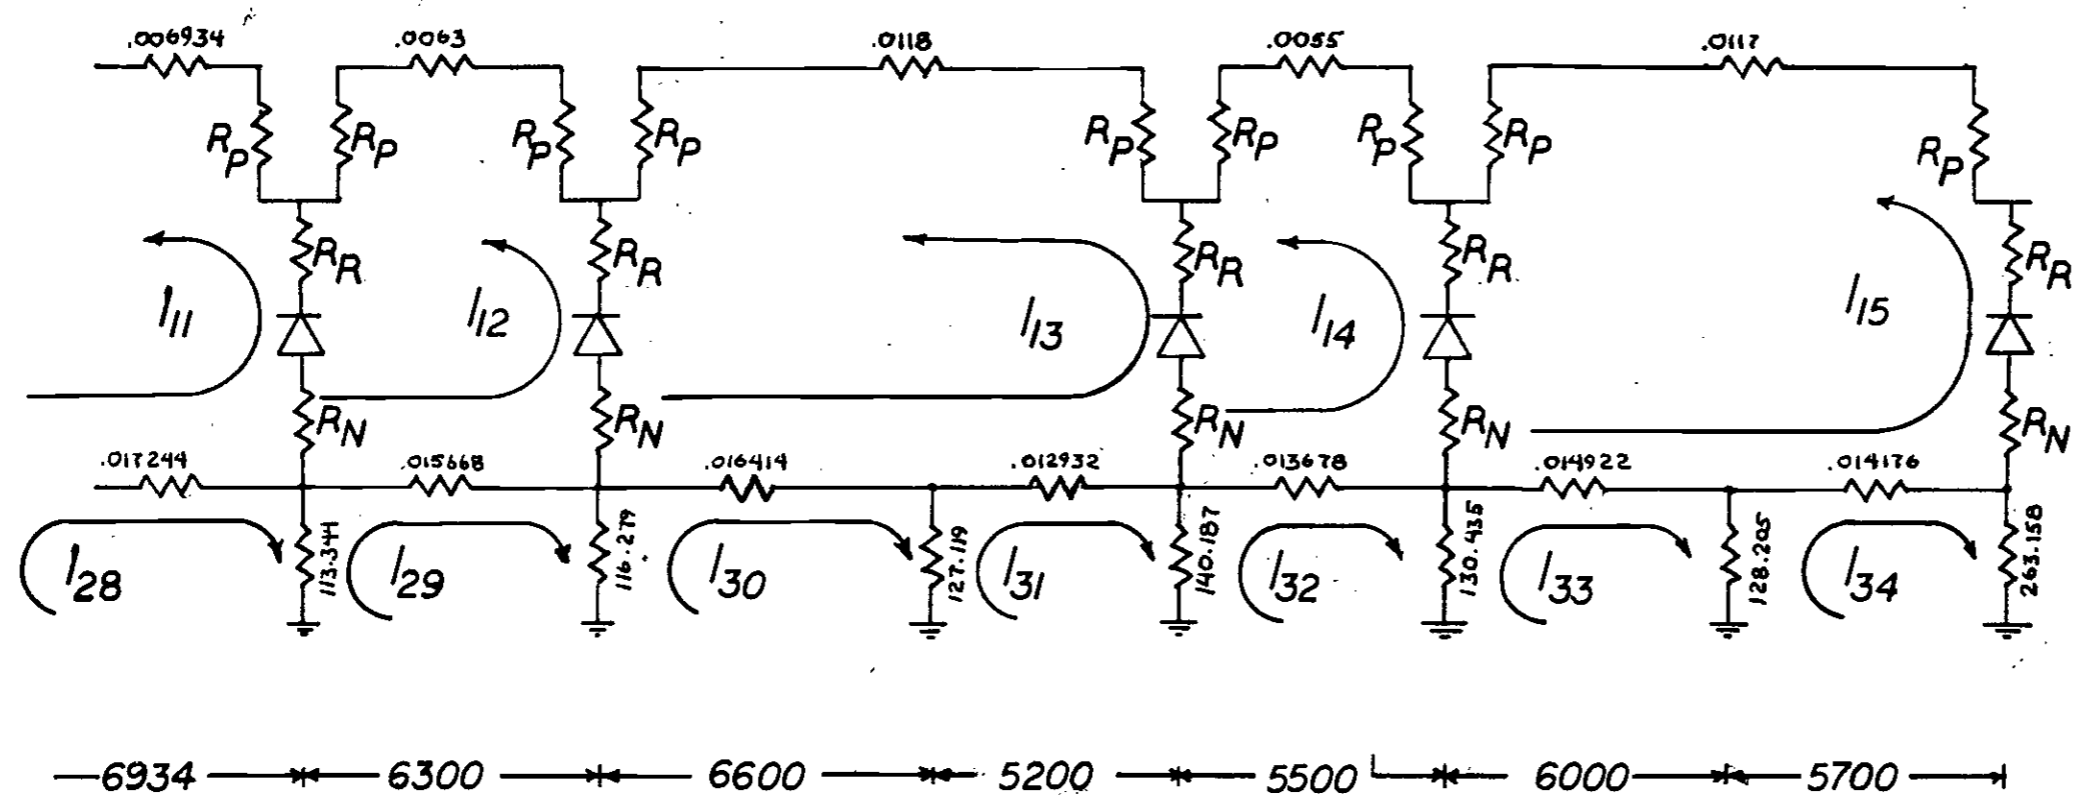 .006934 .0063 .0118 .0055 .0117
RP RP RP RP RP RP RP RP RP
RR RR RR RR RR
I11 I12 I13 I14 I15
RN RN RN RN RN
.017244 .015668 .016414 .012932 .013678 .014922 .014176
I28 113.344 I29 116.279 I30 127.119 I31 140.187 I32 130.435 I33 128.205 I34 263.158
6934 6300 6600 5200 5500 6000 5700